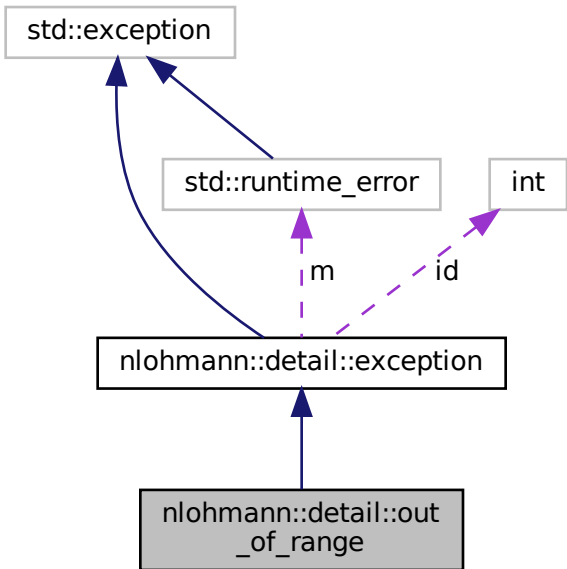 std::exception
std::runtime_error
int
m
id
nlohmann::detail::exception
nlohmann::detail::out
_of_range